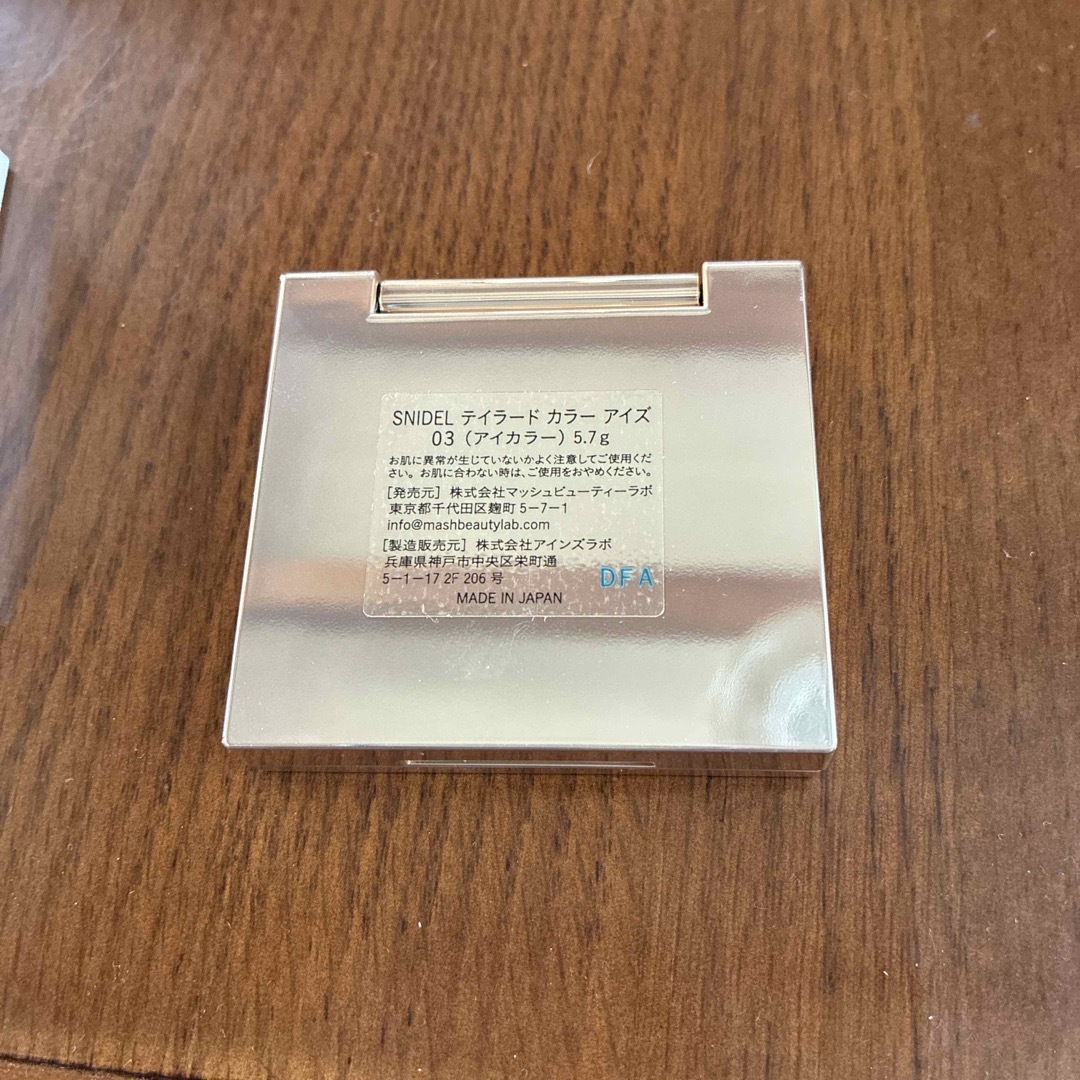 SNIDEL テイラード カラー アイズ
03（アイカラー）5.7g
お肌に異常が生じていないかよく注意してご使用くだ
さい。お肌に合わない時は、ご使用をおやめください。
［発売元］株式会社マッシュビューティーラボ
東京都千代田区麹町 5−7−1
info@mashbeautylab.com
［製造販売元］株式会社アインズラボ
兵庫県神戸市中央区栄町通
5−1−17 2F 206 号
DFA
MADE IN JAPAN